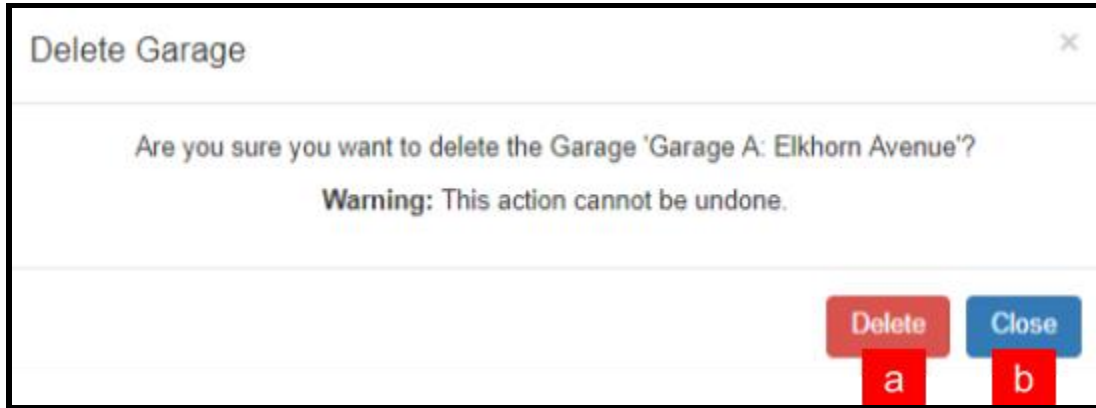 Delete Garage ×
Are you sure you want to delete the Garage 'Garage A: Elkhorn Avenue'?
Warning: This action cannot be undone.
Delete Close
a b